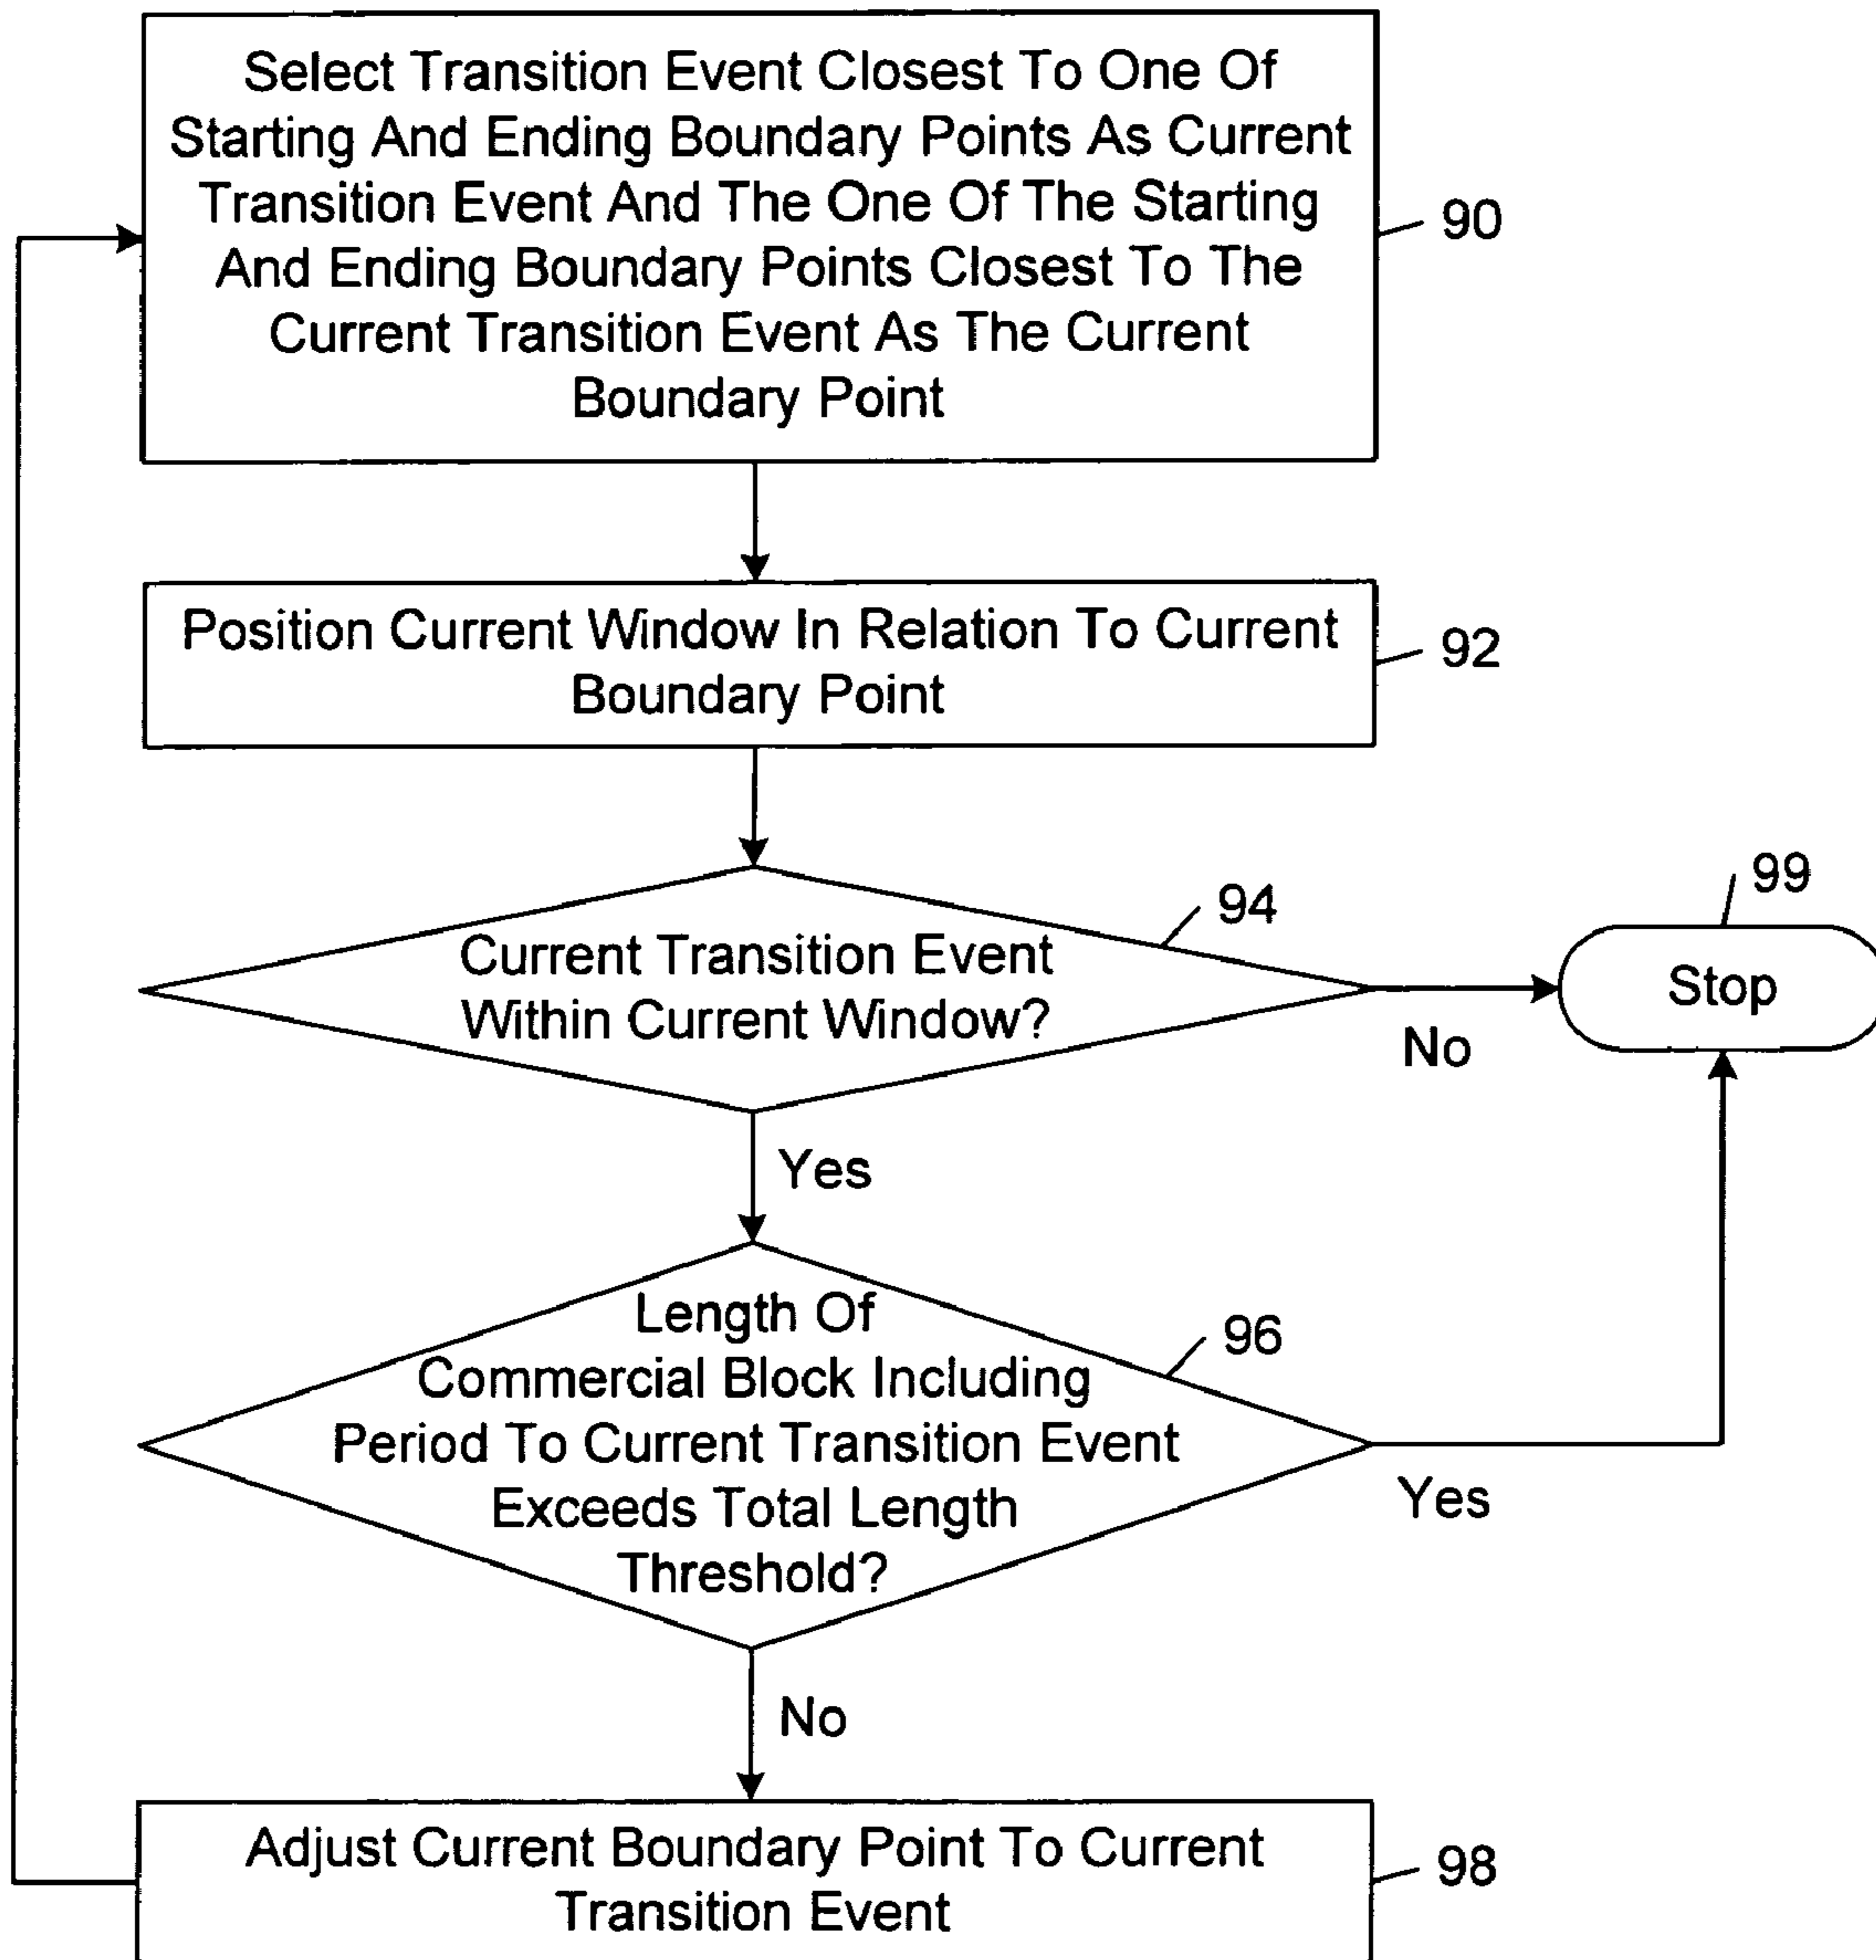 Select Transition Event Closest To One Of
Starting And Ending Boundary Points As Current
Transition Event And The One Of The Starting
And Ending Boundary Points Closest To The
Current Transition Event As The Current
Boundary Point
90
Position Current Window In Relation To Current
Boundary Point
92
Current Transition Event
Within Current Window?
94
99
Stop
No
Yes
Length Of
Commercial Block Including
Period To Current Transition Event
Exceeds Total Length
Threshold?
96
Yes
No
Adjust Current Boundary Point To Current
Transition Event
98